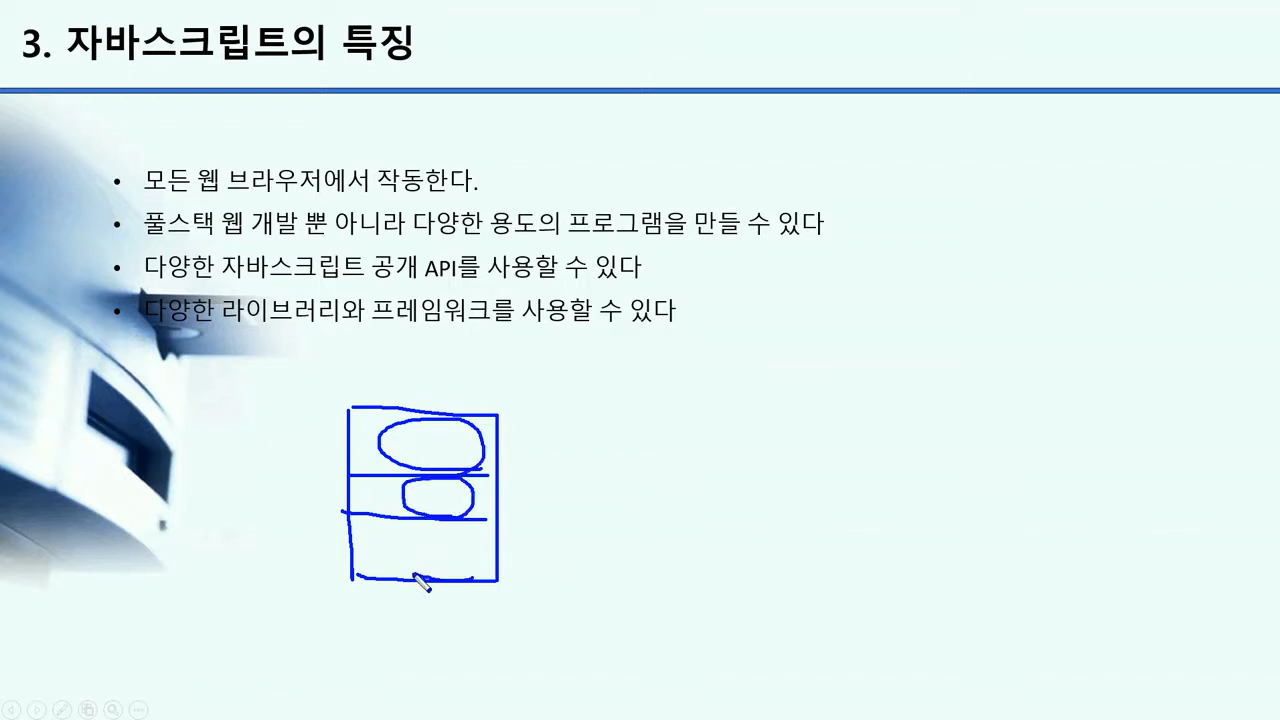 3. 자바스크립트의 특징
• 모든 웹 브라우저에서 작동한다.
• 풀스택 웹 개발 뿐 아니라 다양한 용도의 프로그램을 만들 수 있다
• 다양한 자바스크립트 공개 API를 사용할 수 있다
• 다양한 라이브러리와 프레임워크를 사용할 수 있다